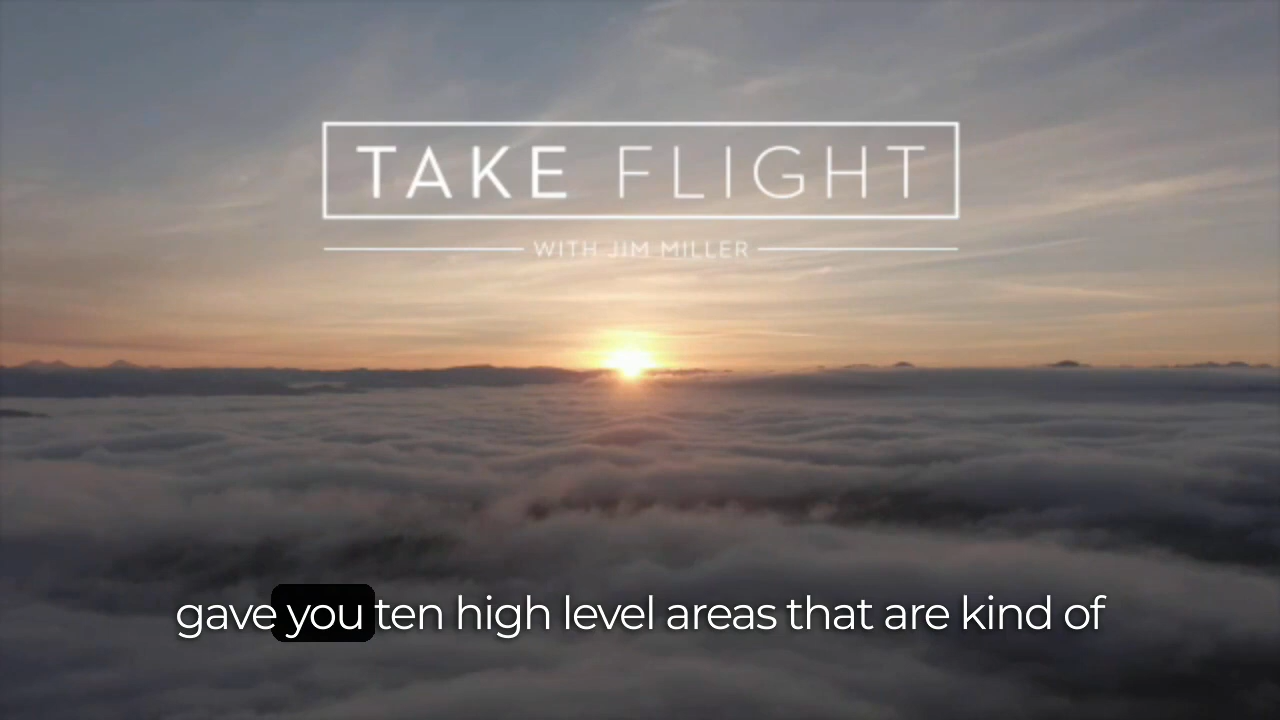 TAKE FLIGHT
WITH JIM MILLER
gave you ten high level areas that are kind of